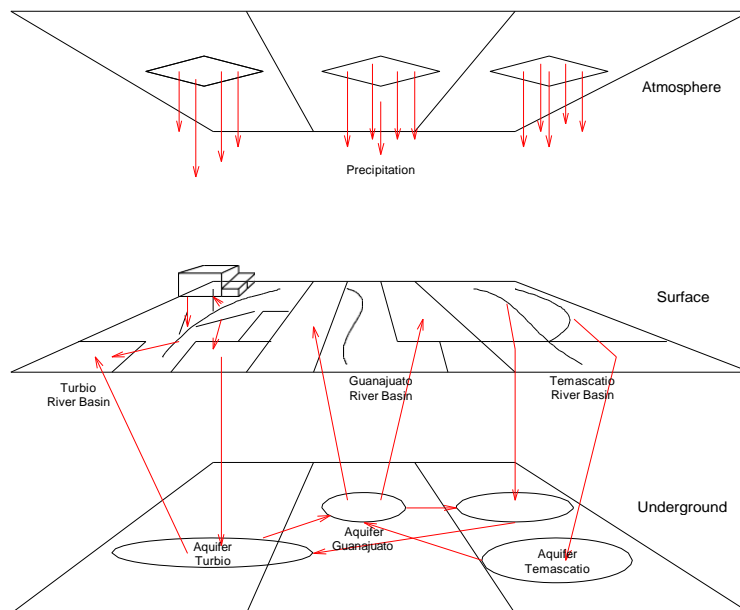 Atmosphere
Precipitation
Surface
Turbio
River Basin
Guanajuato
River Basin
Temascatio
River Basin
Underground
Aquifer
Guanajuato
Aquifer
Turbio
Aquifer
Temascatio